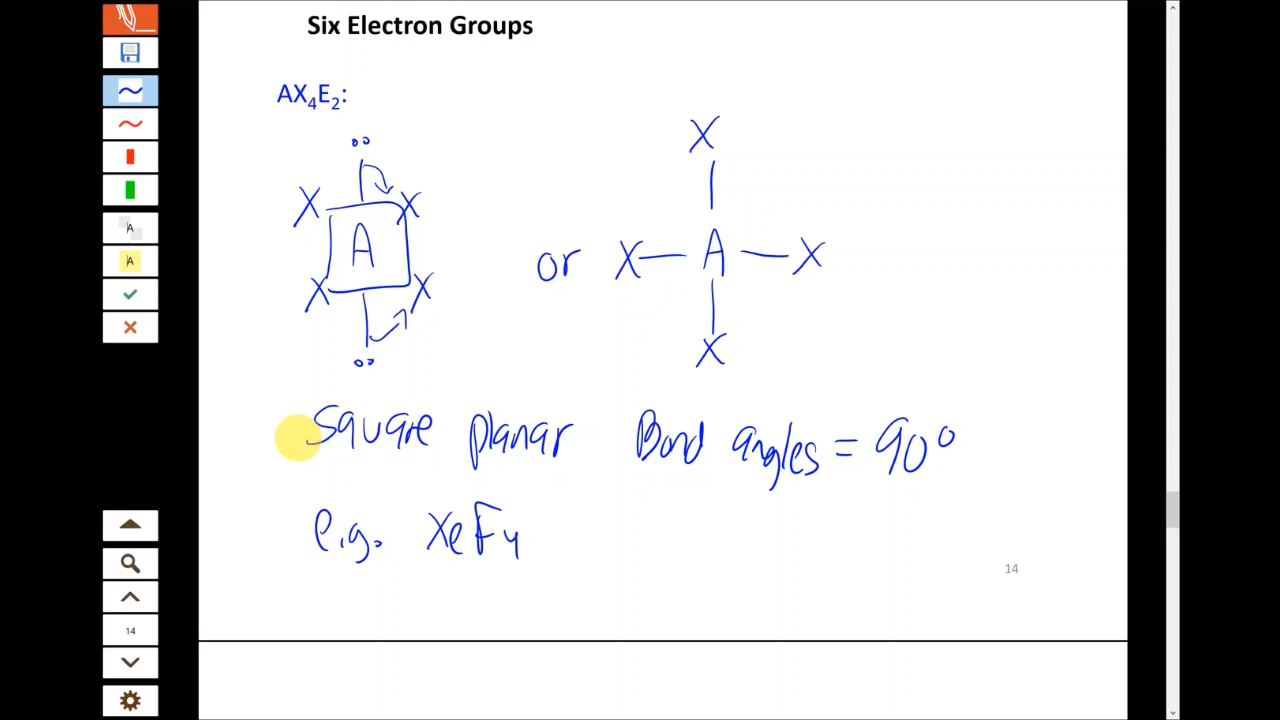 Six Electron Groups
AX₄E₂:
X
X X
A
X X
or
X
X — A — X
X
Square planar Bond angles = 90°
e.g. XeF₄
14
A
A
14